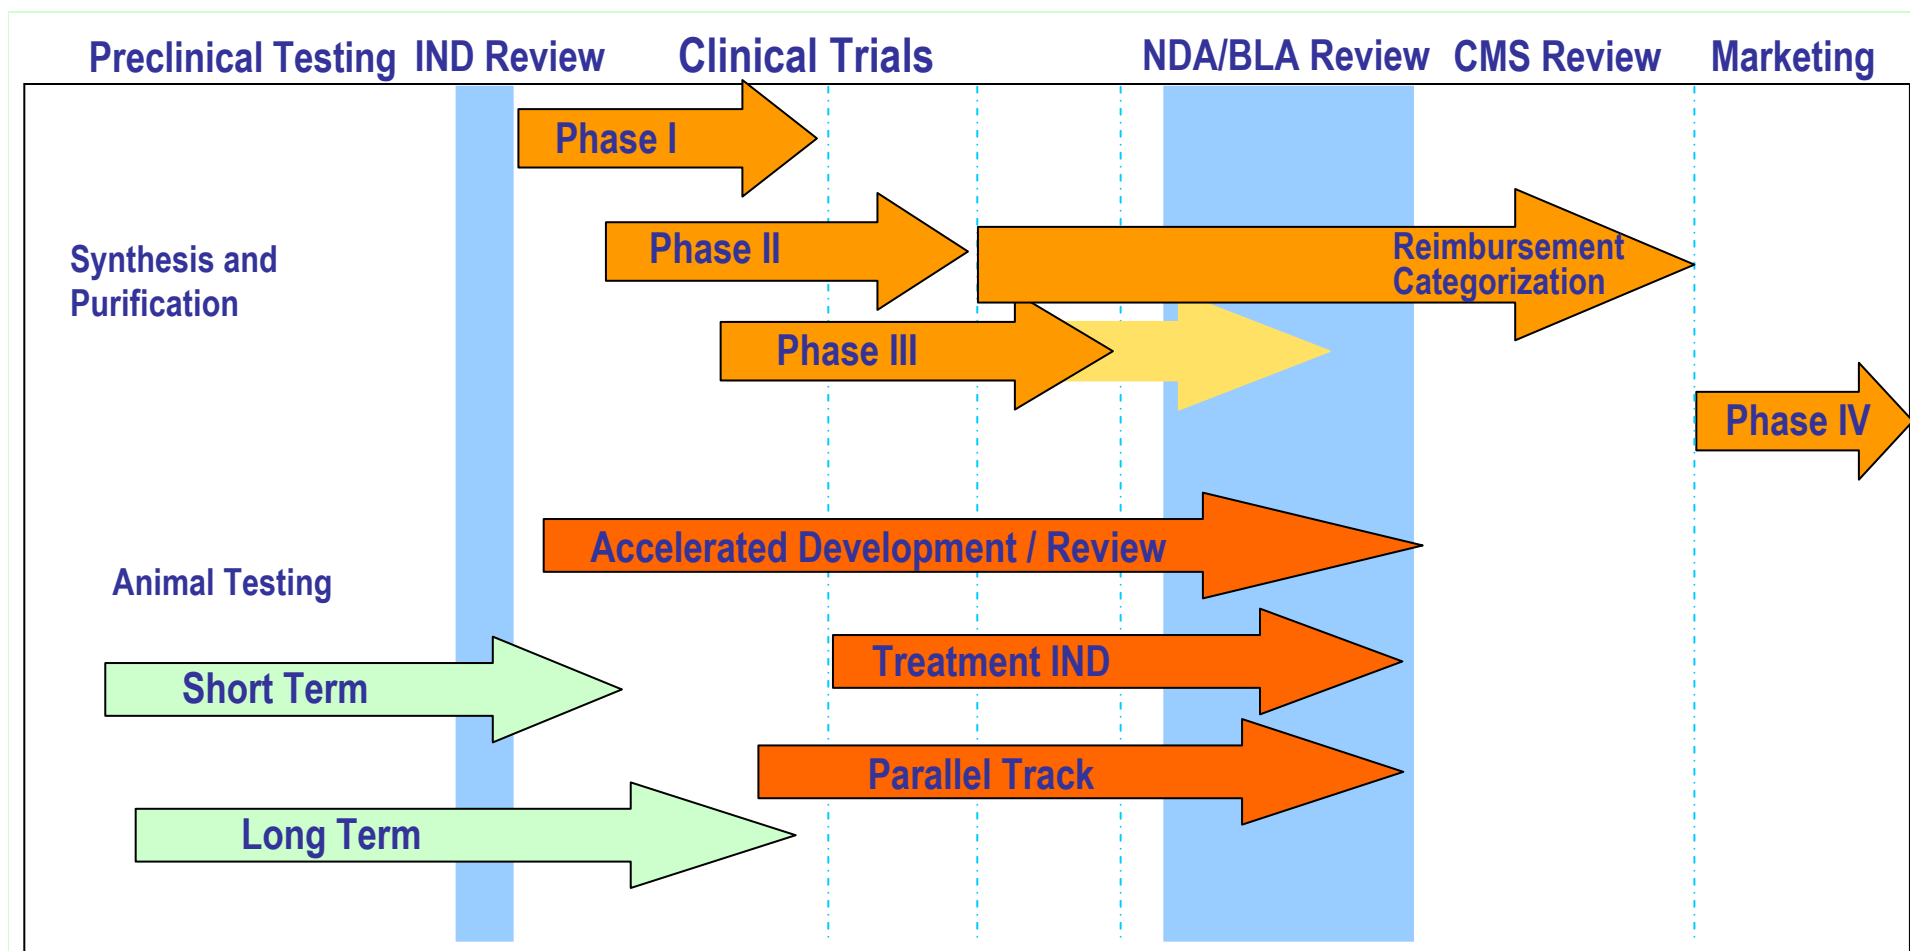 Preclinical Testing
IND Review
Clinical Trials
NDA/BLA Review
CMS Review
Marketing
Phase I
Synthesis and
Purification
Phase II
Reimbursement
Categorization
Phase III
Phase IV
Accelerated Development / Review
Animal Testing
Treatment IND
Short Term
Parallel Track
Long Term